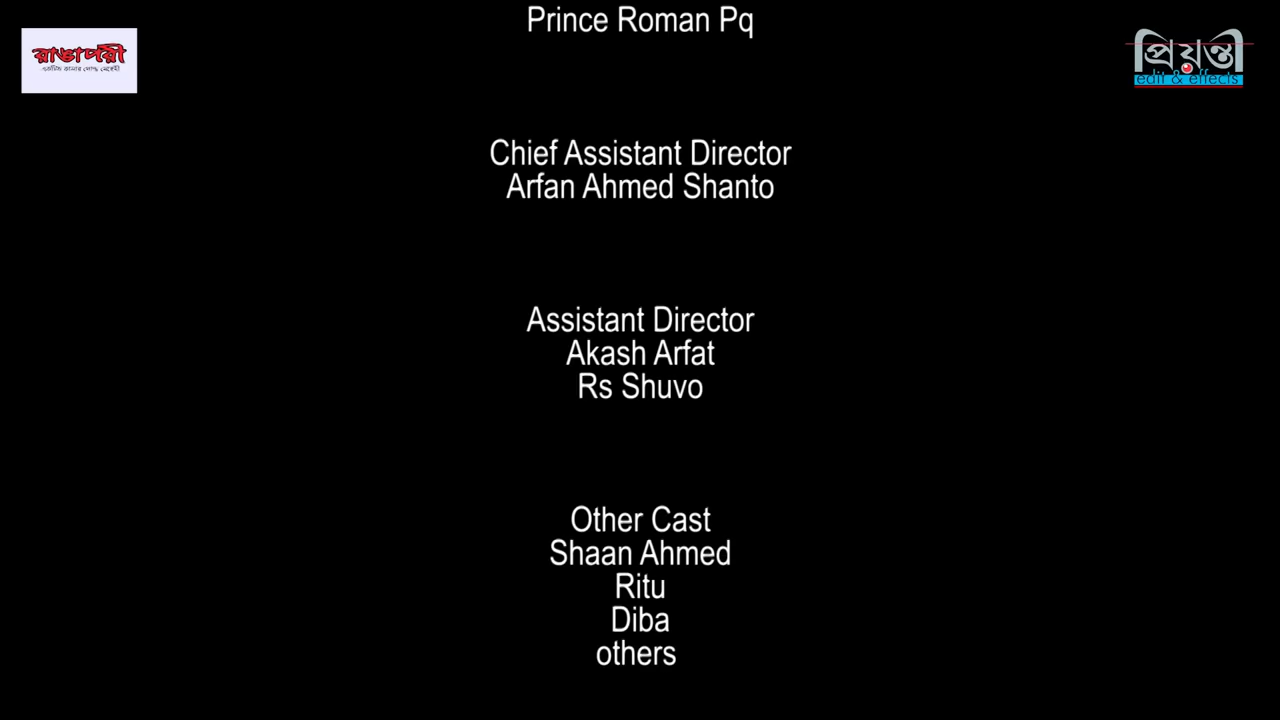 Prince Roman Pq
রাঙাপরী
প্রিয়ন্তী
edit & effects
Chief Assistant Director
Arfan Ahmed Shanto
Assistant Director
Akash Arfat
Rs Shuvo
Other Cast
Shaan Ahmed
Ritu
Diba
others